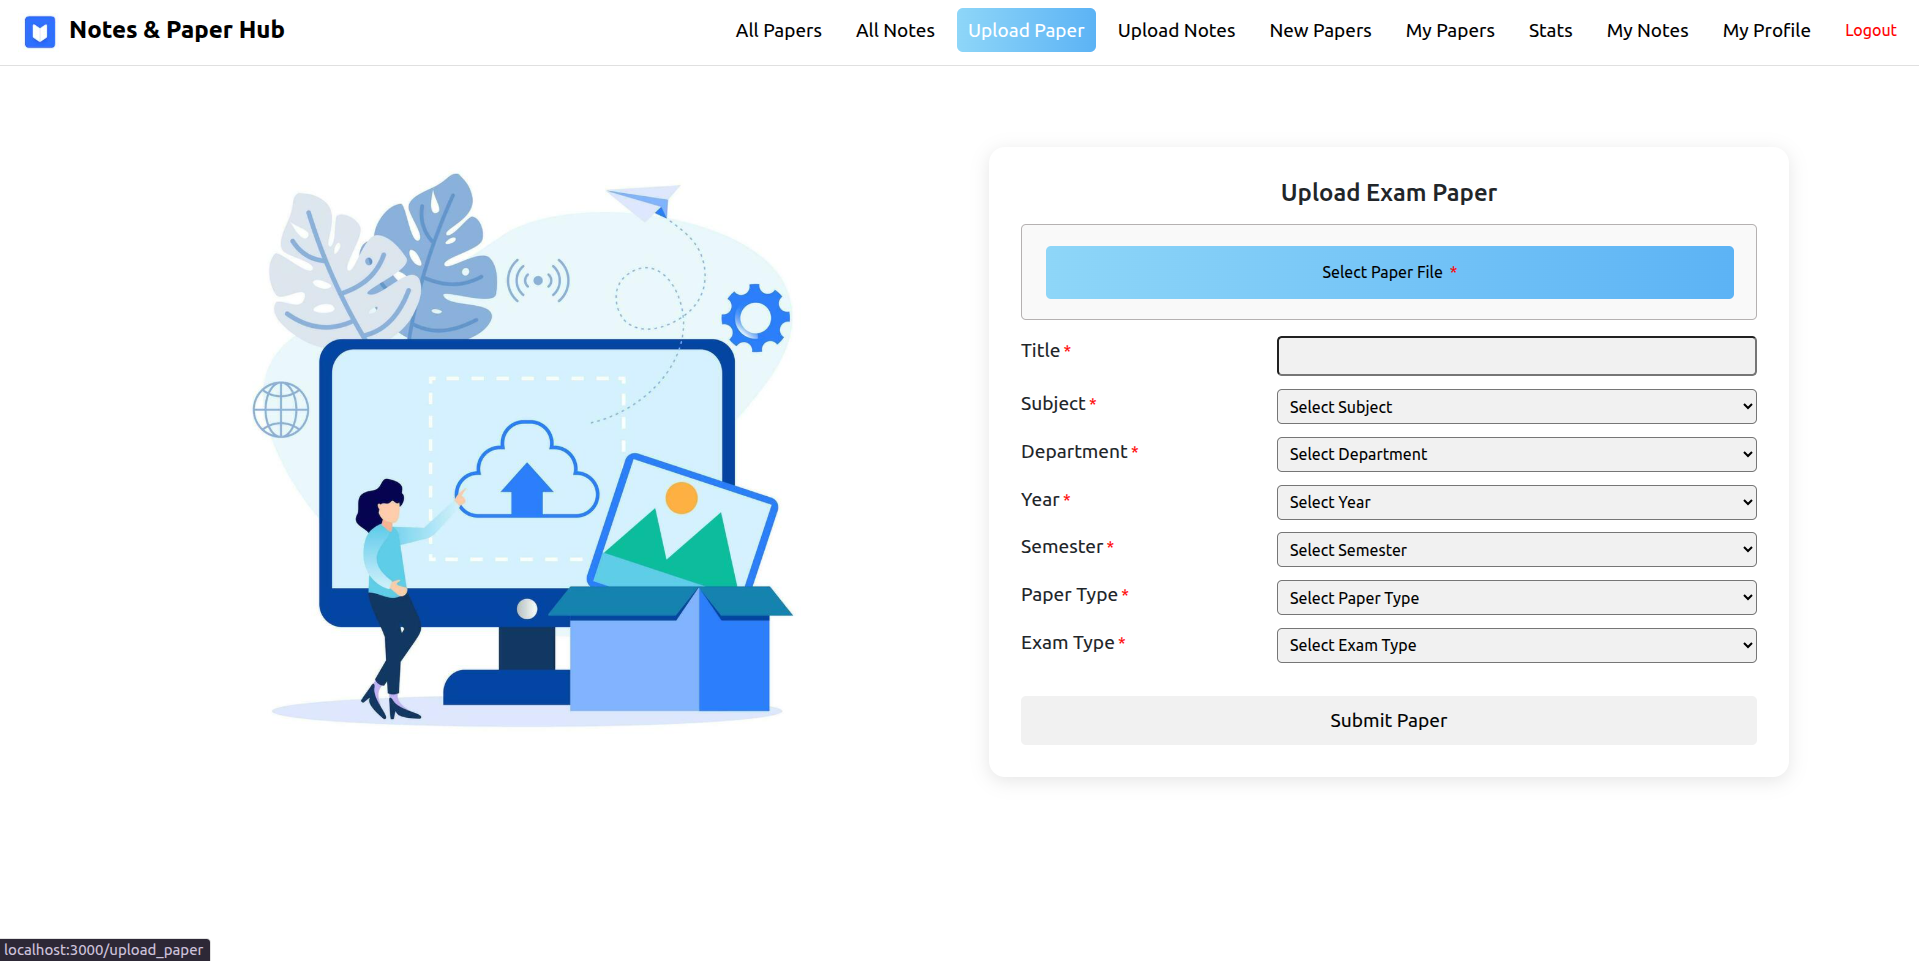 Notes & Paper Hub
All Papers
All Notes
Upload Paper
Upload Notes
New Papers
My Papers
Stats
My Notes
My Profile
Logout
Upload Exam Paper
Select Paper File *
Title *
Subject *
Select Subject
Department *
Select Department
Year *
Select Year
Semester *
Select Semester
Paper Type *
Select Paper Type
Exam Type *
Select Exam Type
Submit Paper
localhost:3000/upload_paper